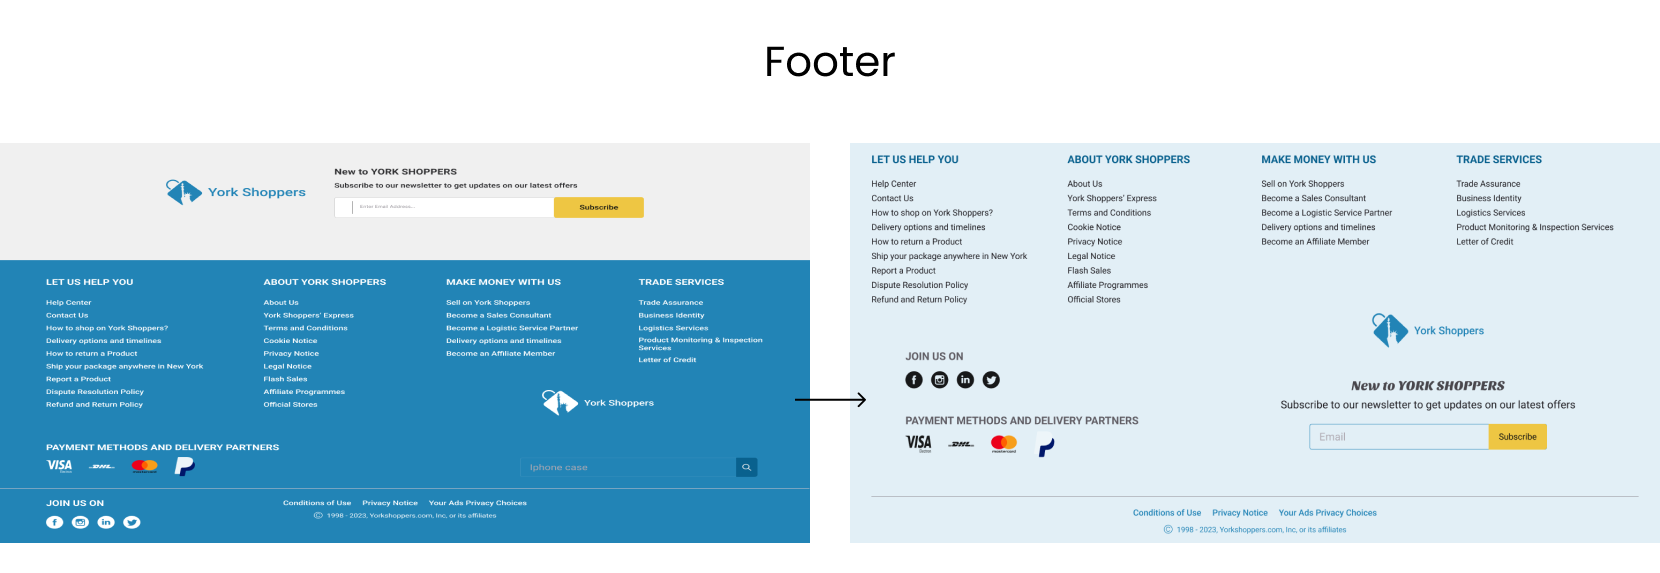 Footer
York Shoppers
New to YORK SHOPPERS
Subscribe to our newsletter to get updates on our latest offers
Enter Email Address...
Subscribe
LET US HELP YOU
Help Center
Contact Us
How to shop on York Shoppers?
Delivery options and timelines
How to return a Product
Ship your package anywhere in New York
Report a Product
Dispute Resolution Policy
Refund and Return Policy
ABOUT YORK SHOPPERS
About Us
York Shoppers' Express
Terms and Conditions
Cookie Notice
Privacy Notice
Legal Notice
Flash Sales
Affiliate Programmes
Official Stores
MAKE MONEY WITH US
Sell on York Shoppers
Become a Sales Consultant
Become a Logistic Service Partner
Delivery options and timelines
Become an Affiliate Member
TRADE SERVICES
Trade Assurance
Business Identity
Logistics Services
Product Monitoring & Inspection
Services
Letter of Credit
York Shoppers
PAYMENT METHODS AND DELIVERY PARTNERS
VISA
Electron
DHL
mastercard
Iphone case
JOIN US ON
Conditions of Use
Privacy Notice
Your Ads Privacy Choices
© 1998 - 2023, Yorkshoppers.com, Inc, or its affiliates
LET US HELP YOU
Help Center
Contact Us
How to shop on York Shoppers?
Delivery options and timelines
How to return a Product
Ship your package anywhere in New York
Report a Product
Dispute Resolution Policy
Refund and Return Policy
ABOUT YORK SHOPPERS
About Us
York Shoppers' Express
Terms and Conditions
Cookie Notice
Privacy Notice
Legal Notice
Flash Sales
Affiliate Programmes
Official Stores
MAKE MONEY WITH US
Sell on York Shoppers
Become a Sales Consultant
Become a Logistic Service Partner
Delivery options and timelines
Become an Affiliate Member
TRADE SERVICES
Trade Assurance
Business Identity
Logistics Services
Product Monitoring & Inspection Services
Letter of Credit
JOIN US ON
PAYMENT METHODS AND DELIVERY PARTNERS
VISA
Electron
DHL
mastercard
York Shoppers
New to YORK SHOPPERS
Subscribe to our newsletter to get updates on our latest offers
Email
Subscribe
Conditions of Use
Privacy Notice
Your Ads Privacy Choices
© 1998 - 2023, Yorkshoppers.com, Inc, or its affiliates